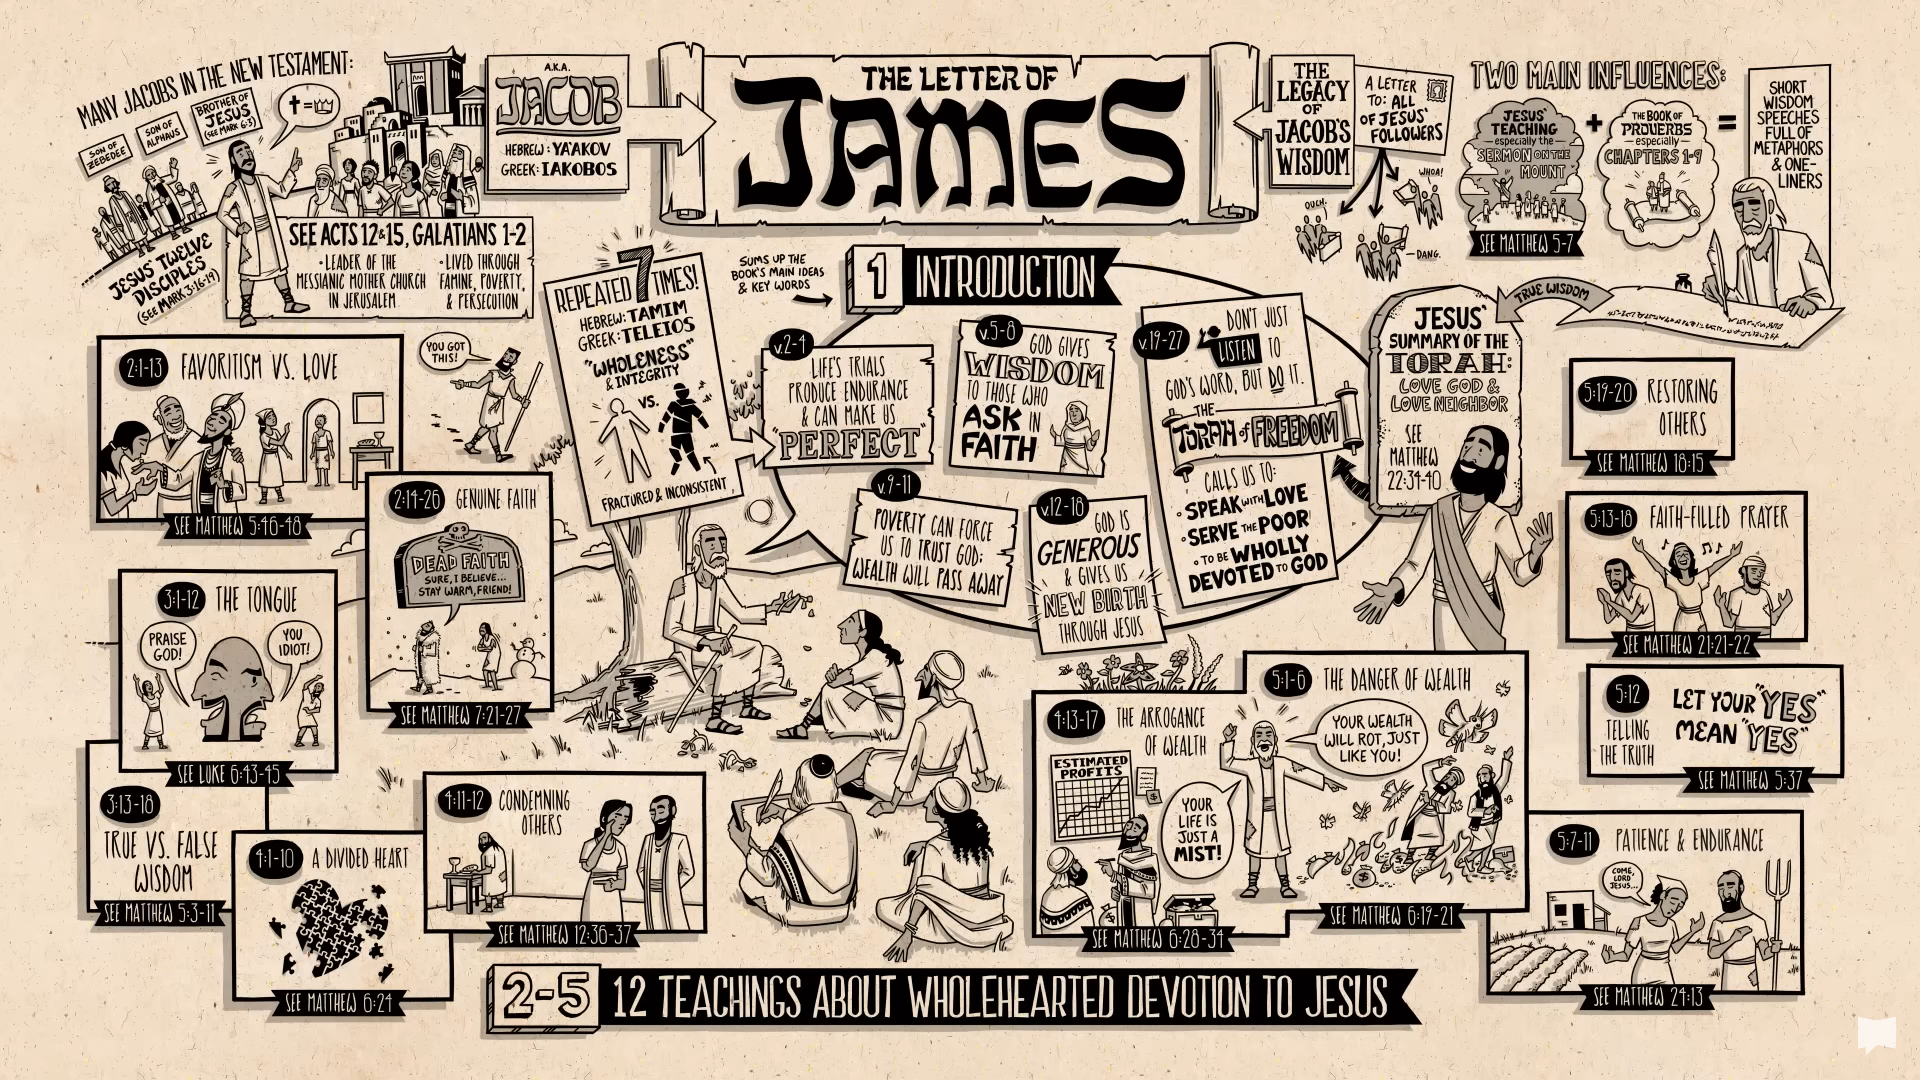 MANY JACOBS IN THE NEW TESTAMENT:
SON OF
ZEBEDEE
SON OF
ALPHAUS
BROTHER OF
JESUS
(SEE MARK 6:3)
JESUS' TWELVE
DISCIPLES
(SEE MARK 3:16-19)
SEE ACTS 12 & 15, GALATIANS 1-2
• LEADER OF THE
MESSIANIC MOTHER CHURCH
IN JERUSALEM
• LIVED THROUGH
FAMINE, POVERTY,
& PERSECUTION
A.K.A.
JACOB
HEBREW: YA'AKOV
GREEK: IAKOBOS
THE LETTER OF
JAMES
THE
LEGACY
OF
JACOB'S
WISDOM
A LETTER
TO: ALL
OF JESUS'
FOLLOWERS
WHOA!
OUCH.
DANG.
TWO MAIN INFLUENCES:
JESUS'
TEACHING
especially the
SERMON ON THE
MOUNT
SEE MATTHEW 5-7
+
THE BOOK OF
PROVERBS
especially
CHAPTERS 1-9
=
SHORT
WISDOM
SPEECHES
FULL OF
METAPHORS
& ONE-
LINERS
TRUE WISDOM
1 INTRODUCTION
SUMS UP THE
BOOK'S MAIN IDEAS
& KEY WORDS
REPEATED 7 TIMES!
HEBREW: TAMIM
GREEK: TELEIOS
"WHOLENESS"
& INTEGRITY
VS.
FRACTURED & INCONSISTENT
v.2-4
LIFE'S TRIALS
PRODUCE ENDURANCE
& CAN MAKE US
"PERFECT"
v.5-8
GOD GIVES
WISDOM
TO THOSE WHO
ASK IN
FAITH
v.9-11
POVERTY CAN FORCE
US TO TRUST GOD;
WEALTH WILL PASS AWAY
v.12-18
GOD IS
GENEROUS
& GIVES US
NEW BIRTH
THROUGH JESUS
v.19-27
DON'T JUST
LISTEN TO
GOD'S WORD, BUT DO IT.
THE
TORAH of FREEDOM
CALLS US TO:
• SPEAK WITH LOVE
• SERVE THE POOR
• TO BE WHOLLY
DEVOTED TO GOD
JESUS'
SUMMARY OF THE
TORAH:
LOVE GOD &
LOVE NEIGHBOR
SEE
MATTHEW
22:34-40
2-5 12 TEACHINGS ABOUT WHOLEHEARTED DEVOTION TO JESUS
2:1-13 FAVORITISM VS. LOVE
SEE MATTHEW 5:46-48
YOU GOT
THIS!
2:14-26 GENUINE FAITH
DEAD FAITH
SURE, I BELIEVE...
STAY WARM, FRIEND!
SEE MATTHEW 7:21-27
3:1-12 THE TONGUE
PRAISE
GOD!
YOU
IDIOT!
SEE LUKE 6:43-45
3:13-18
TRUE VS. FALSE
WISDOM
SEE MATTHEW 5:3-11
4:1-10 A DIVIDED HEART
SEE MATTHEW 6:24
4:11-12 CONDEMNING
OTHERS
SEE MATTHEW 12:36-37
4:13-17 THE ARROGANCE
OF WEALTH
ESTIMATED
PROFITS
YOUR
LIFE IS
JUST A
MIST!
SEE MATTHEW 6:28-34
5:1-6 THE DANGER OF WEALTH
YOUR WEALTH
WILL ROT, JUST
LIKE YOU!
SEE MATTHEW 6:19-21
5:7-11 PATIENCE & ENDURANCE
COME,
LORD
JESUS...
SEE MATTHEW 24:13
5:12
TELLING
THE TRUTH
LET YOUR "YES"
MEAN "YES"
SEE MATTHEW 5:37
5:13-18 FAITH-FILLED PRAYER
SEE MATTHEW 21:21-22
5:19-20 RESTORING
OTHERS
SEE MATTHEW 18:15